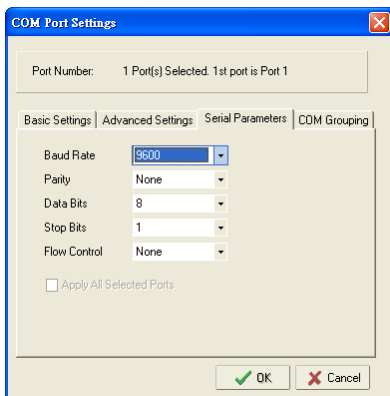 COM Port Settings
Port Number: 1 Port(s) Selected. 1st port is Port 1
Basic Settings Advanced Settings Serial Parameters COM Grouping
Baud Rate 9600
Parity None
Data Bits 8
Stop Bits 1
Flow Control None
Apply All Selected Ports
OK Cancel